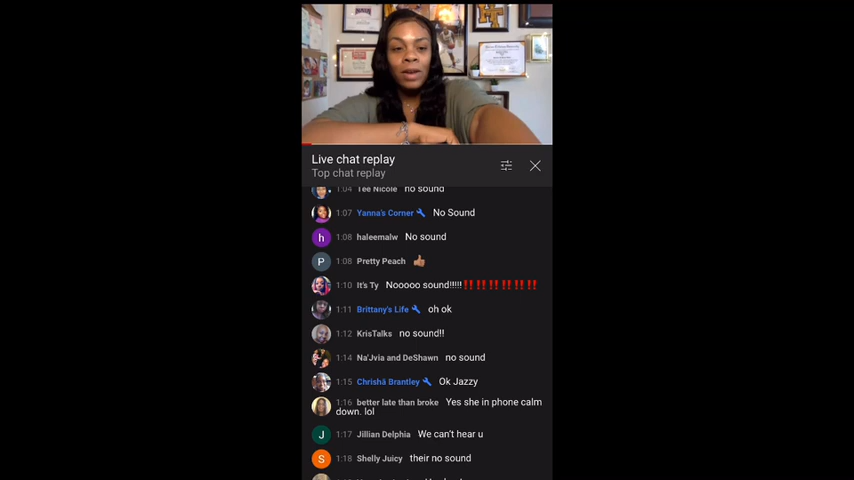 Live chat replay
Top chat replay
1:04 Tee Nicole no sound
1:07 Yanna's Corner No Sound
h 1:08 haleemalw No sound
P 1:08 Pretty Peach 👍🏽
1:10 It's Ty Nooooo sound!!!!!‼️‼️‼️‼️‼️‼️
1:11 Brittany's Life oh ok
1:12 KrisTalks no sound!!
1:14 Na'Jvia and DeShawn no sound
1:15 Chrishā Brantley Ok Jazzy
1:16 better late than broke Yes she in phone calm
down. lol
J 1:17 Jillian Delphia We can't hear u
S 1:18 Shelly Juicy their no sound